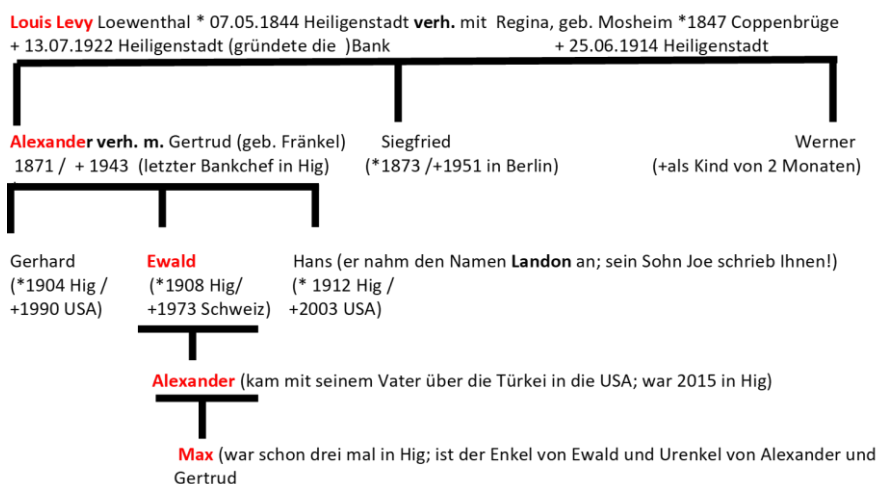 Louis Levy Loewenthal * 07.05.1844 Heiligenstadt verh. mit Regina, geb. Mosheim *1847 Coppenbrüge
+ 13.07.1922 Heiligenstadt (gründete die )Bank + 25.06.1914 Heiligenstadt
Alexander verh. m. Gertrud (geb. Fränkel) Siegfried Werner
1871 / + 1943 (letzter Bankchef in Hig) (*1873 /+1951 in Berlin) (+als Kind von 2 Monaten)
Gerhard Ewald Hans (er nahm den Namen Landon an; sein Sohn Joe schrieb Ihnen!)
(*1904 Hig / (*1908 Hig/ (* 1912 Hig /
+1990 USA) +1973 Schweiz) +2003 USA)
Alexander (kam mit seinem Vater über die Türkei in die USA; war 2015 in Hig)
Max (war schon drei mal in Hig; ist der Enkel von Ewald und Urenkel von Alexander und
Gertrud